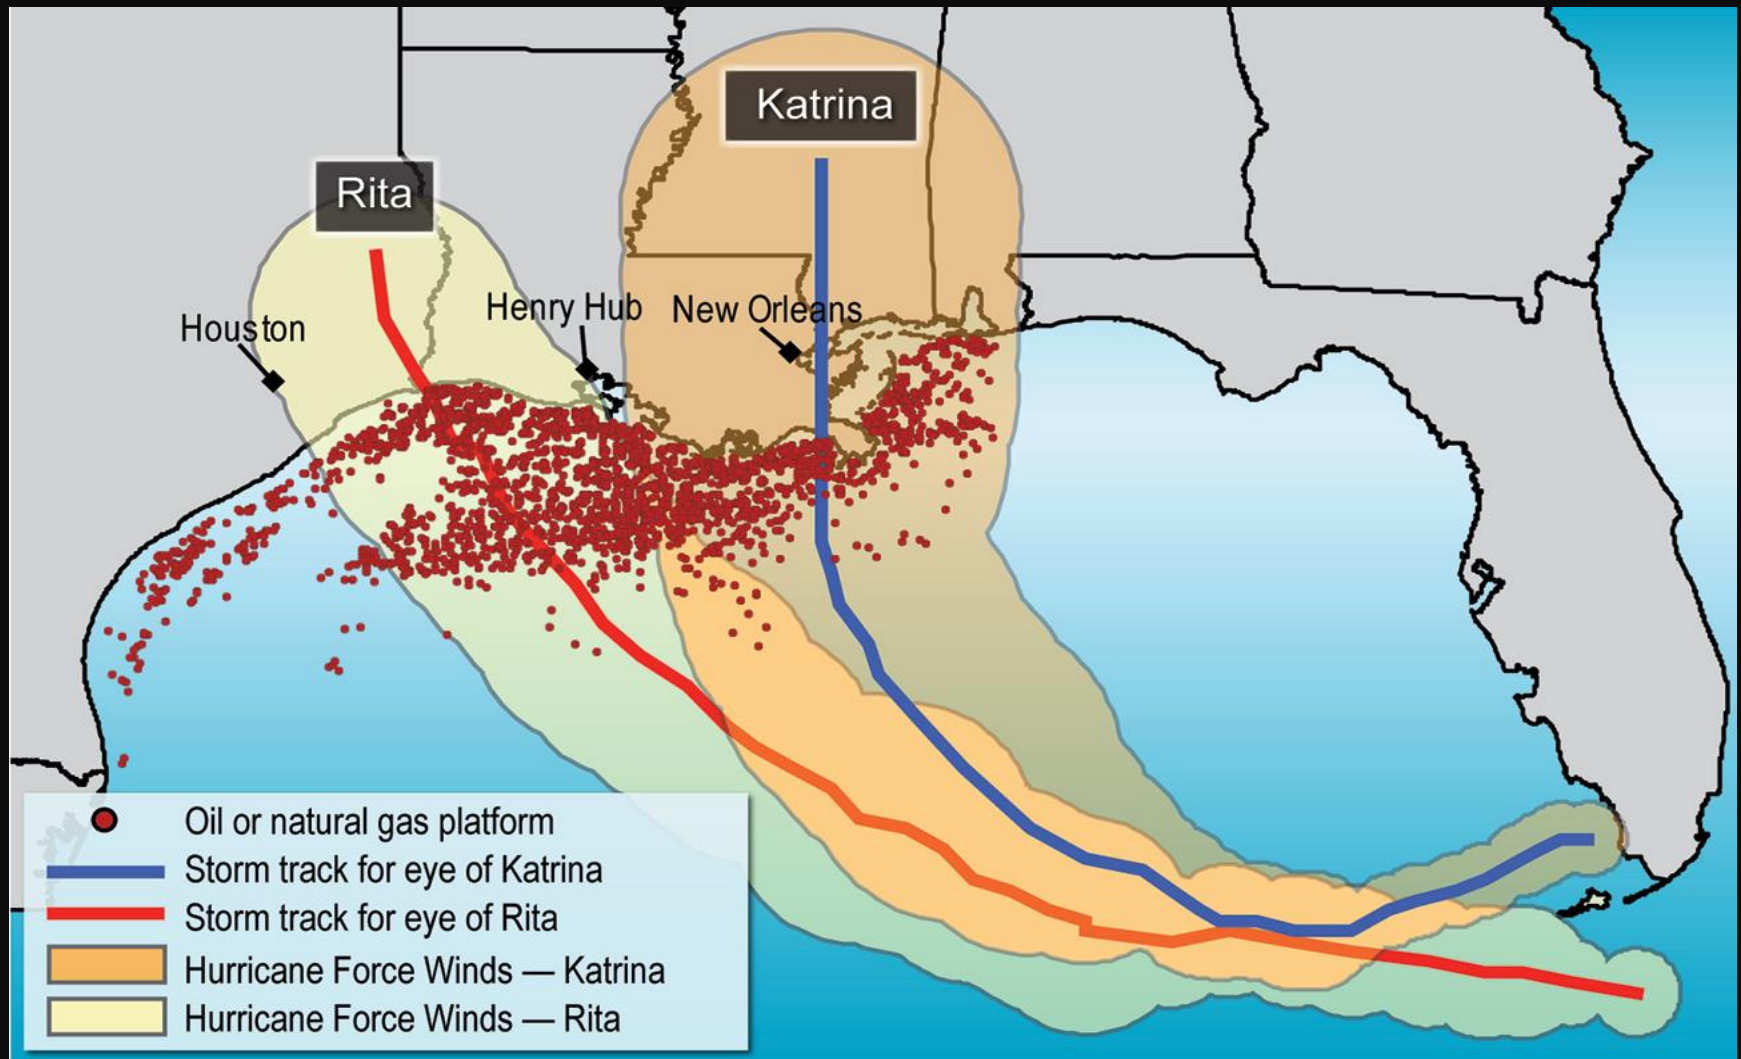 Katrina
Rita
Henry Hub
New Orleans
Houston
Oil or natural gas platform
Storm track for eye of Katrina
Storm track for eye of Rita
Hurricane Force Winds — Katrina
Hurricane Force Winds — Rita